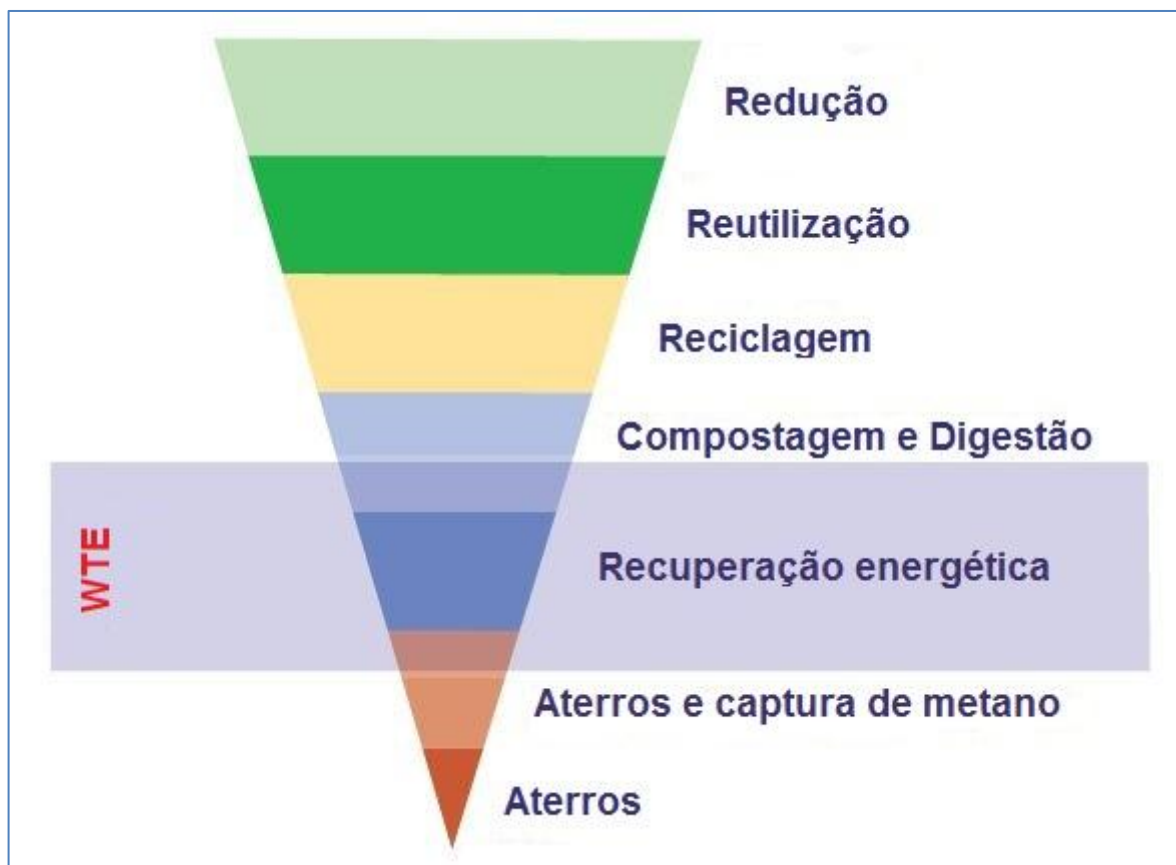 Redução
Reutilização
Reciclagem
Compostagem e Digestão
WTE
Recuperação energética
Aterros e captura de metano
Aterros